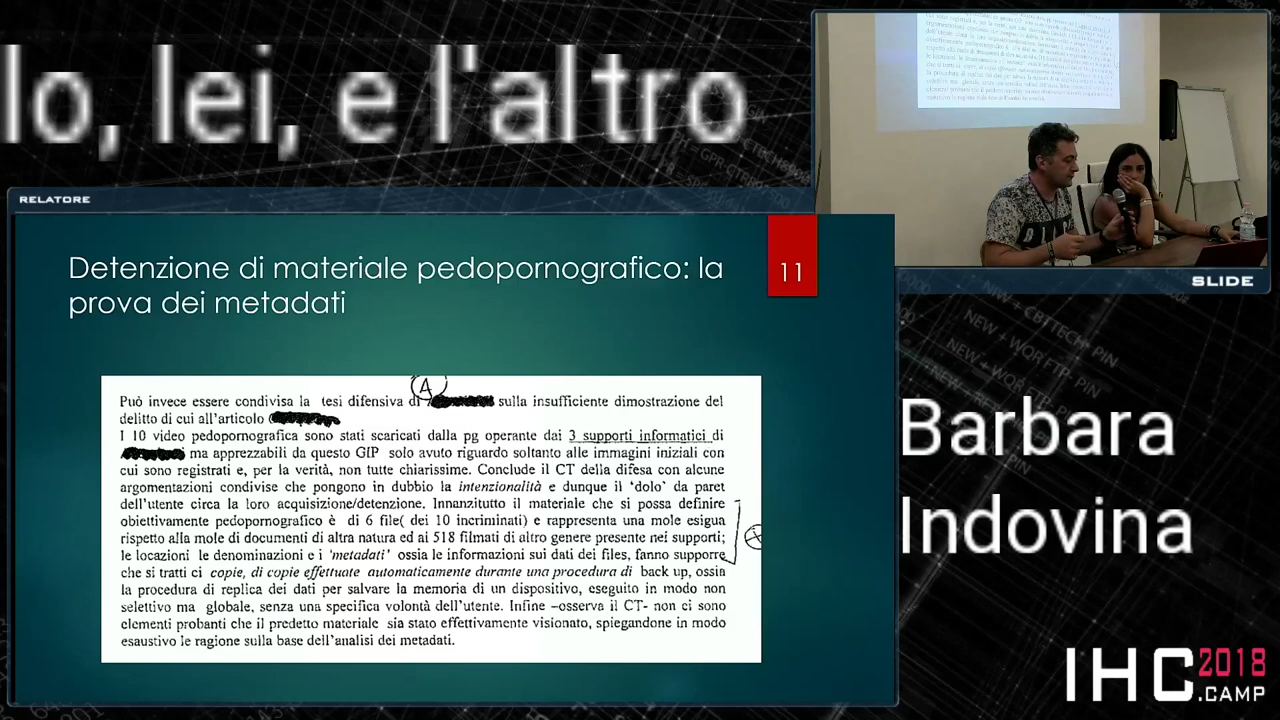 lo, lei, e l'altro
RELATORE
Detenzione di materiale pedopornografico: la
prova dei metadati
11
A
Può invece essere condivisa la tesi difensiva di sulla insufficiente dimostrazione del
delitto di cui all'articolo
I 10 video pedopornografica sono stati scaricati dalla pg operante dai 3 supporti informatici di
ma apprezzabili da questo GIP solo avuto riguardo soltanto alle immagini iniziali con
cui sono registrati e, per la verità, non tutte chiarissime. Conclude il CT della difesa con alcune
argomentazioni condivise che pongono in dubbio la intenzionalità e dunque il 'dolo' da paret
dell'utente circa la loro acquisizione/detenzione. Innanzitutto il materiale che si possa definire
obiettivamente pedopornografico è di 6 file( dei 10 incriminati) e rappresenta una mole esigua
rispetto alla mole di documenti di altra natura ed ai 518 filmati di altro genere presente nei supporti;
le locazioni le denominazioni e i 'metadati' ossia le informazioni sui dati dei files, fanno supporre
che si tratti ci copie, di copie effettuate automaticamente durante una procedura di back up, ossia
la procedura di replica dei dati per salvare la memoria di un dispositivo, eseguito in modo non
selettivo ma globale, senza una specifica volontà dell'utente. Infine –osserva il CT- non ci sono
elementi probanti che il predetto materiale sia stato effettivamente visionato, spiegandone in modo
esaustivo le ragione sulla base dell'analisi dei metadati.
SLIDE
Barbara
Indovina
IHC 2018
.CAMP